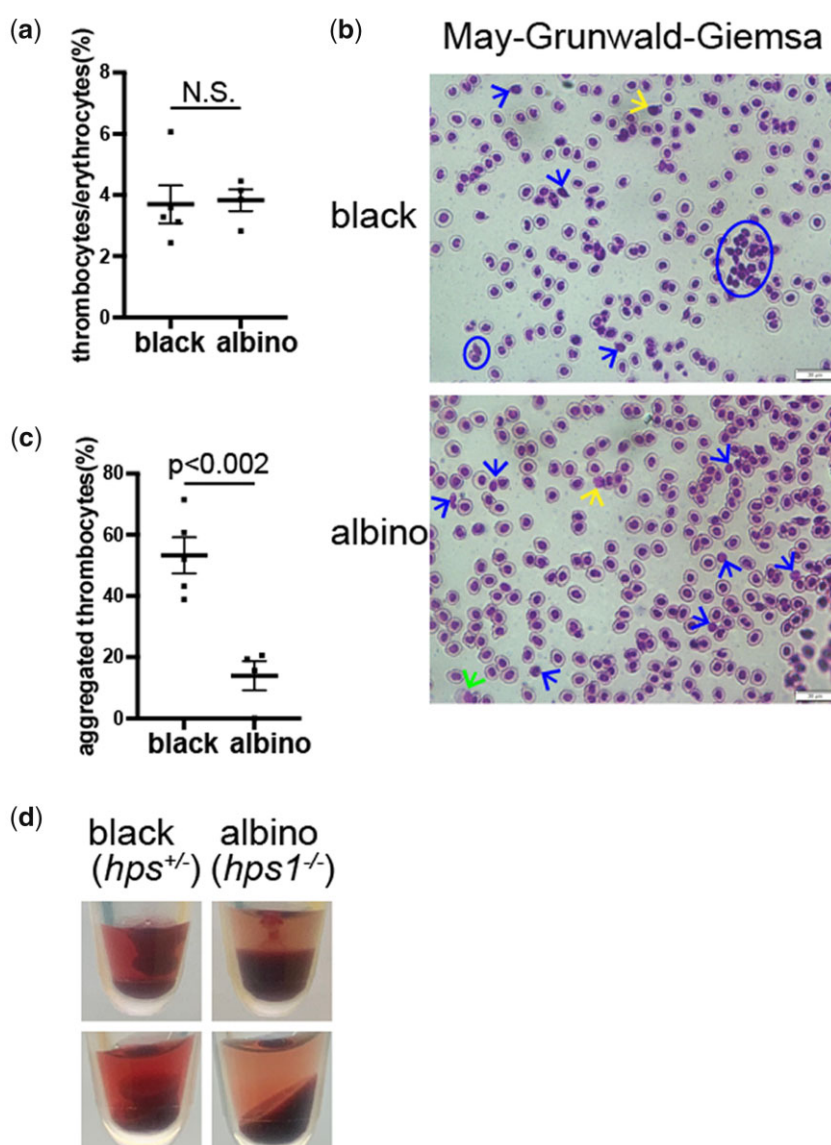 (a)
thrombocytes/erythrocytes(%)
8
6
4
2
0
N.S.
black albino
(b)
May-Grunwald-Giemsa
black
albino
(c)
aggregated thrombocytes(%)
80
60
40
20
0
p<0.002
black albino
(d)
black albino
(hps+/-) (hps1-/-)